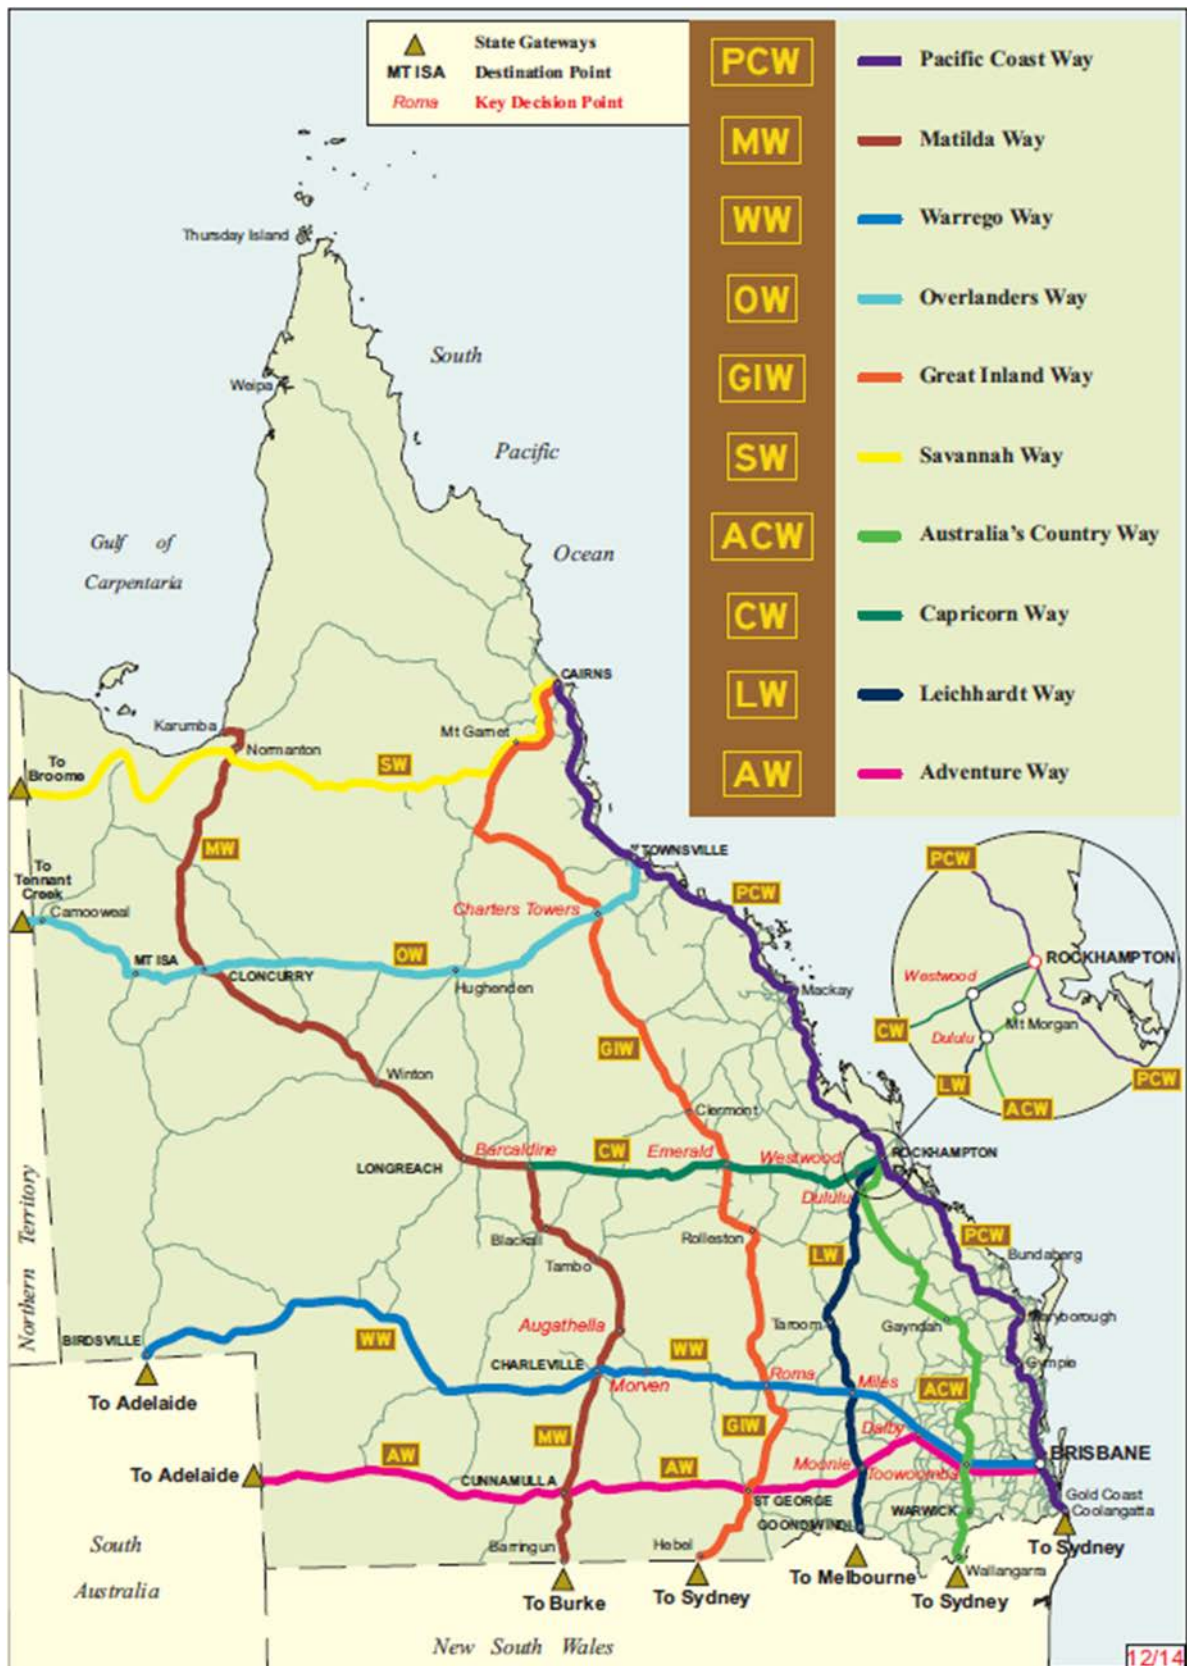 State Gateways
MT ISA Destination Point
Roma Key Decision Point
PCW Pacific Coast Way
MW Matilda Way
WW Warrego Way
OW Overlanders Way
GIW Great Inland Way
SW Savannah Way
ACW Australia's Country Way
CW Capricorn Way
LW Leichhardt Way
AW Adventure Way
Thursday Island
South
Weipa
Pacific
Gulf of
Carpentaria
Ocean
CAIRNS
Karumba
Mt Garnet
Normanton
To
Broome
SW
MW
TOWNSVILLE
To
Tennant
Creek
Camooweal
Charters Towers
PCW
PCW
MT ISA
CLONCURRY
OW
Hughenden
Mackay
ROCKHAMPTON
Westwood
Mt Morgan
CW
Dululu
LW
ACW
PCW
GIW
Winton
Clermont
LONGREACH
Barcaldine
CW
Emerald
Westwood
ROCKHAMPTON
Dululu
Northern Territory
Blackall
Tambo
Rolleston
LW
PCW
Bundaberg
BIRDSVILLE
WW
Augathella
Taroom
Gayndah
Maryborough
Gympie
CHARLEVILLE
WW
Morven
Roma
Miles
ACW
To Adelaide
MW
GIW
Dalby
BRISBANE
To Adelaide
AW
CUNNAMULLA
AW
Moonie
Toowoomba
ST GEORGE
GOONDIWINDI
WARWICK
Gold Coast
Coolangatta
South
Australia
Barringun
Hebel
To Sydney
Wallangarra
To Burke
To Sydney
To Melbourne
To Sydney
New South Wales
12/14